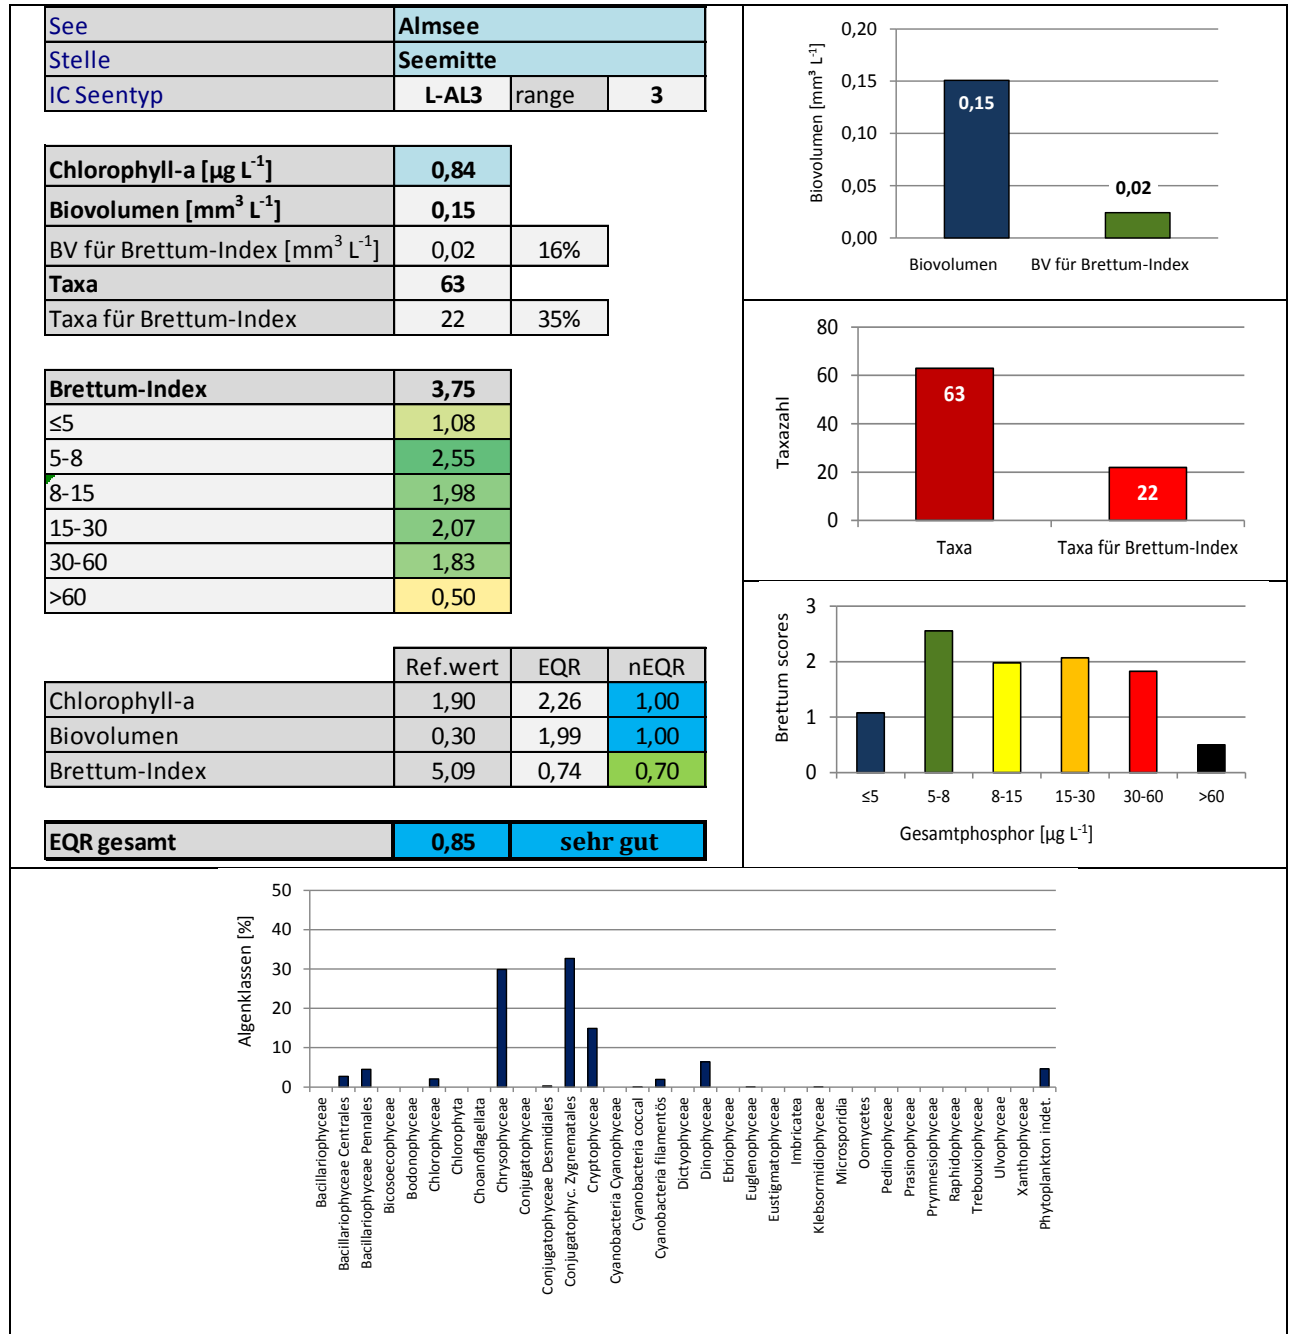 See Almsee
Stelle Seemitte
IC Seentyp L-AL3 range 3
Chlorophyll-a [µg L⁻¹] 0,84
Biovolumen [mm³ L⁻¹] 0,15
BV für Brettum-Index [mm³ L⁻¹] 0,02 16%
Taxa 63
Taxa für Brettum-Index 22 35%
Brettum-Index 3,75
≤5 1,08
5-8 2,55
8-15 1,98
15-30 2,07
30-60 1,83
>60 0,50
Ref.wert EQR nEQR
Chlorophyll-a 1,90 2,26 1,00
Biovolumen 0,30 1,99 1,00
Brettum-Index 5,09 0,74 0,70
EQR gesamt 0,85 sehr gut
Biovolumen [mm³ L⁻¹]
0,20
0,15
0,10
0,05
0,00
0,15
0,02
Biovolumen BV für Brettum-Index
Taxazahl
80
60
40
20
0
63
22
Taxa Taxa für Brettum-Index
Brettum scores
3
2
1
0
≤5 5-8 8-15 15-30 30-60 >60
Gesamtphosphor [µg L⁻¹]
Algenklassen [%]
50
40
30
20
10
0
Bacillariophyceae
Bacillariophyceae Centrales
Bacillariophyceae Pennales
Bicosoecophyceae
Bodonophyceae
Chlorophyceae
Chlorophyta
Choanoflagellata
Chrysophyceae
Conjugatophyceae
Conjugatophyceae Desmidiales
Conjugatophyc. Zygnematales
Cryptophyceae
Cyanobacteria Cyanophyceae
Cyanobacteria coccal
Cyanobacteria filamentös
Dictyophyceae
Dinophyceae
Ebriophyceae
Euglenophyceae
Eustigmatophyceae
Imbricatea
Klebsormidiophyceae
Microsporidia
Oomycetes
Pedinophyceae
Prasinophyceae
Prymnesiophyceae
Raphidophyceae
Trebouxiophyceae
Ulvophyceae
Xanthophyceae
Phytoplankton indet.